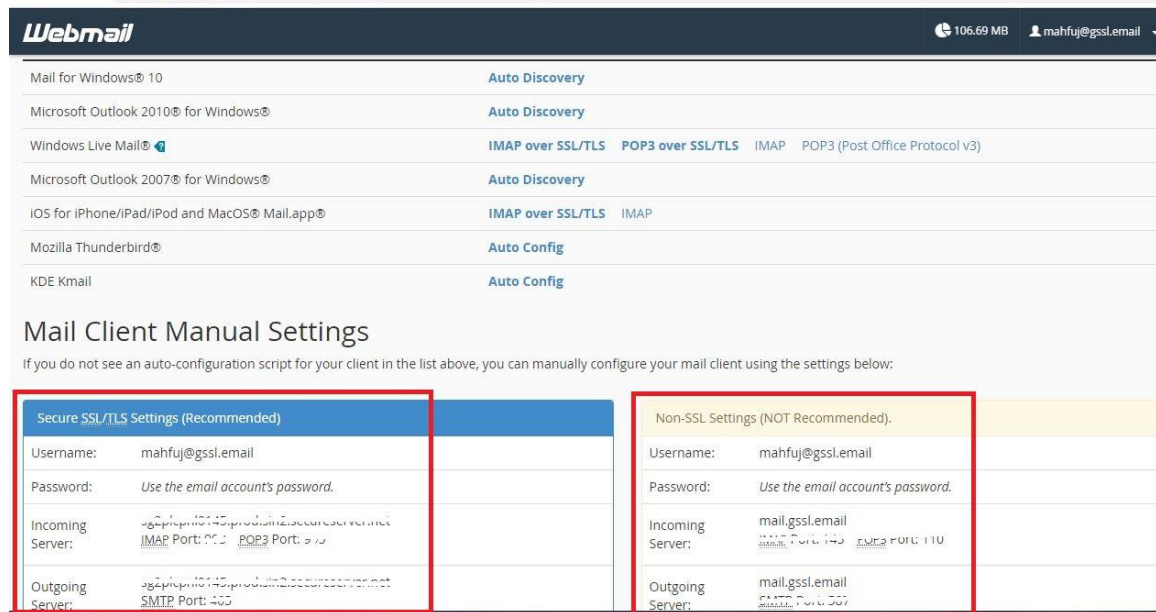 Webmail
106.69 MB mahfuj@gssl.email
Mail for Windows® 10 Auto Discovery
Microsoft Outlook 2010® for Windows® Auto Discovery
Windows Live Mail® IMAP over SSL/TLS POP3 over SSL/TLS IMAP POP3 (Post Office Protocol v3)
Microsoft Outlook 2007® for Windows® Auto Discovery
iOS for iPhone/iPad/iPod and MacOS® Mail.app® IMAP over SSL/TLS IMAP
Mozilla Thunderbird® Auto Config
KDE Kmail Auto Config
Mail Client Manual Settings
If you do not see an auto-configuration script for your client in the list above, you can manually configure your mail client using the settings below:
Secure SSL/TLS Settings (Recommended)
Username: mahfuj@gssl.email
Password: Use the email account's password.
Incoming Server:
IMAP Port: POP3 Port:
Outgoing Server:
SMTP Port:
Non-SSL Settings (NOT Recommended).
Username: mahfuj@gssl.email
Password: Use the email account's password.
Incoming Server: mail.gssl.email
Port: POP3 Port: 110
Outgoing Server: mail.gssl.email
SMTP Port: